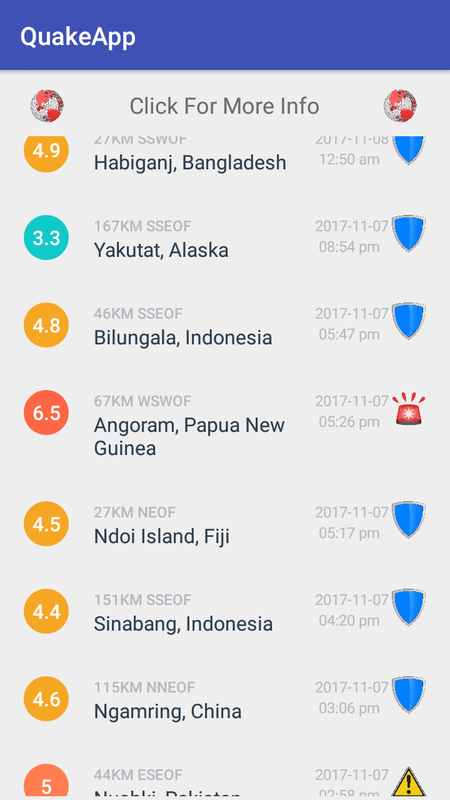 QuakeApp
Click For More Info
27KM SSWOF
2017-11-08
4.9
Habiganj, Bangladesh
12:50 am
167KM SSEOF
2017-11-07
3.3
Yakutat, Alaska
08:54 pm
46KM SSEOF
2017-11-07
4.8
Bilungala, Indonesia
05:47 pm
67KM WSWOF
2017-11-07
6.5
Angoram, Papua New
05:26 pm
Guinea
27KM NEOF
2017-11-07
4.5
Ndoi Island, Fiji
05:17 pm
151KM SSEOF
2017-11-07
4.4
Sinabang, Indonesia
04:20 pm
115KM NNEOF
2017-11-07
4.6
Ngamring, China
03:06 pm
44KM ESEOF
2017-11-07
5
Nushki, Pakistan
02:58 pm